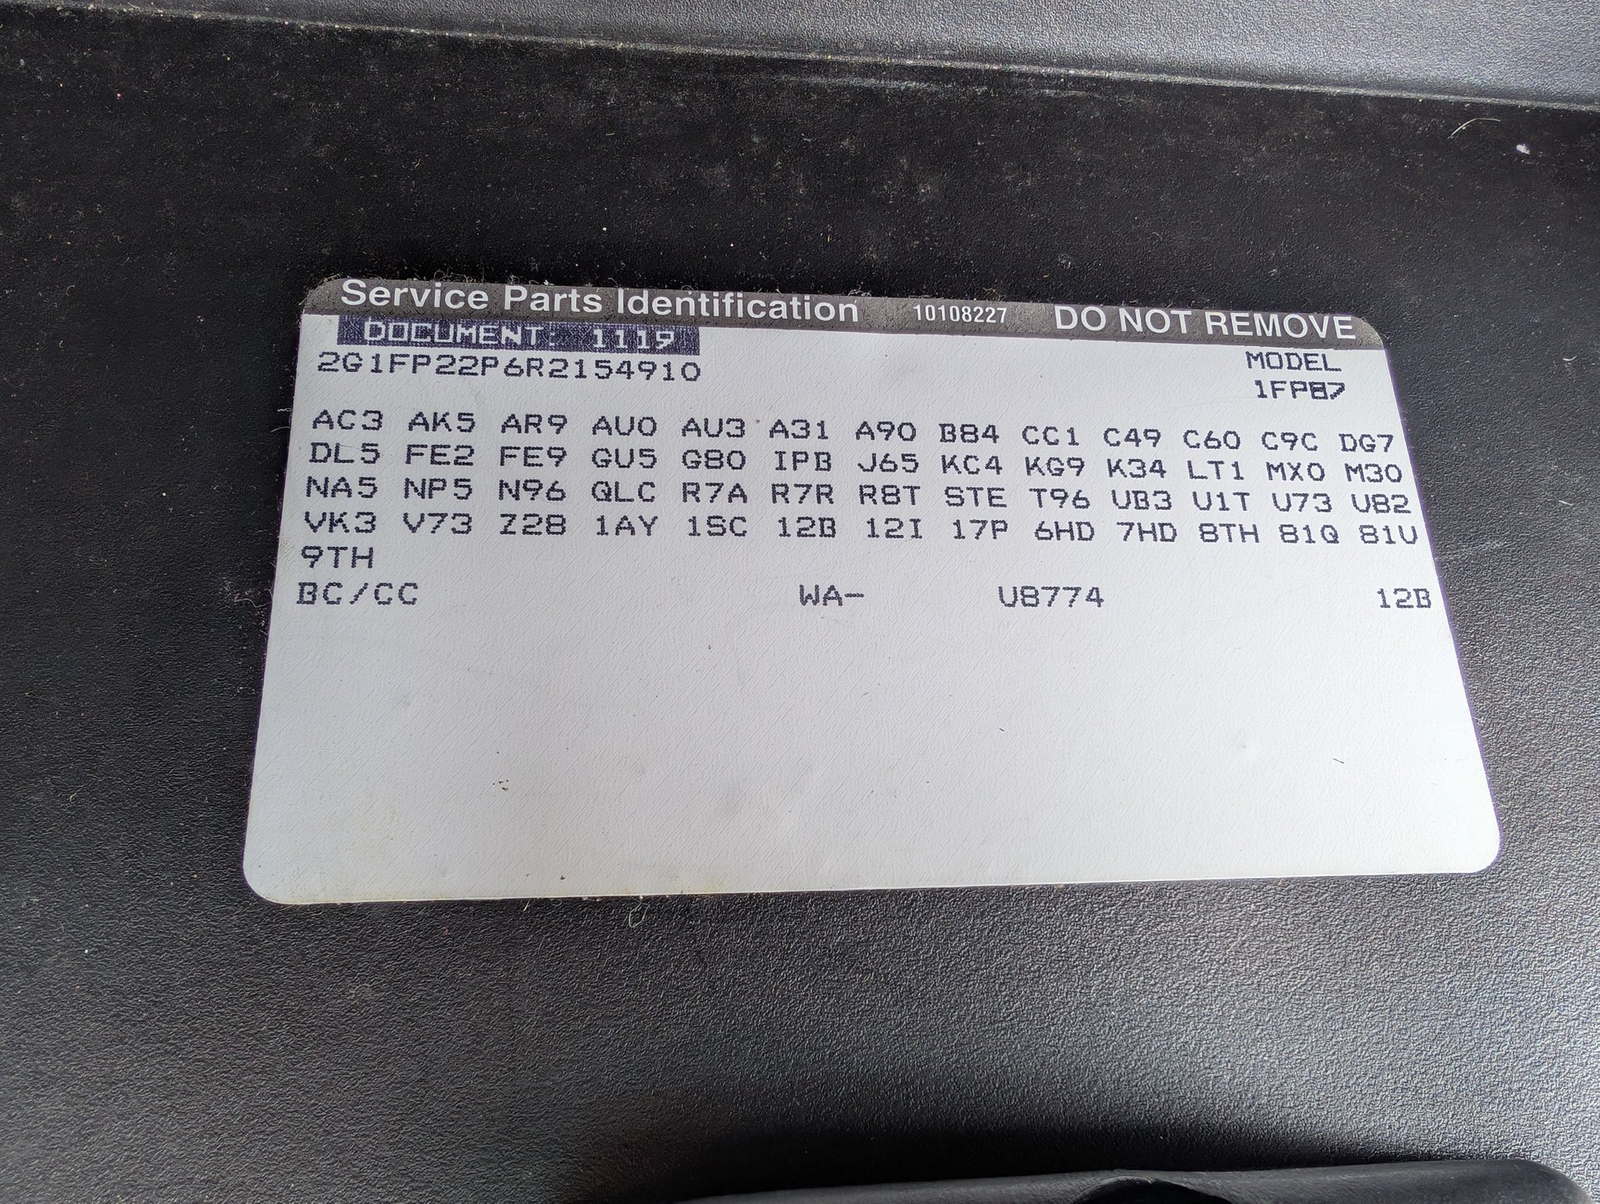 Service Parts Identification 10108227 DO NOT REMOVE
DOCUMENT: 1119
2G1FP22P6R2154910 MODEL
1FP87
AC3 AK5 AR9 AU0 AU3 A31 A90 B84 CC1 C49 C60 C9C DG7
DL5 FE2 FE9 GU5 G80 IPB J65 KC4 KG9 K34 LT1 MX0 M30
NA5 NP5 N96 QLC R7A R7R R8T STE T96 UB3 U1T U73 U82
VK3 V73 Z28 1AY 1SC 12B 12I 17P 6HD 7HD 8TH 81Q 81U
9TH
BC/CC WA- U8774 12B